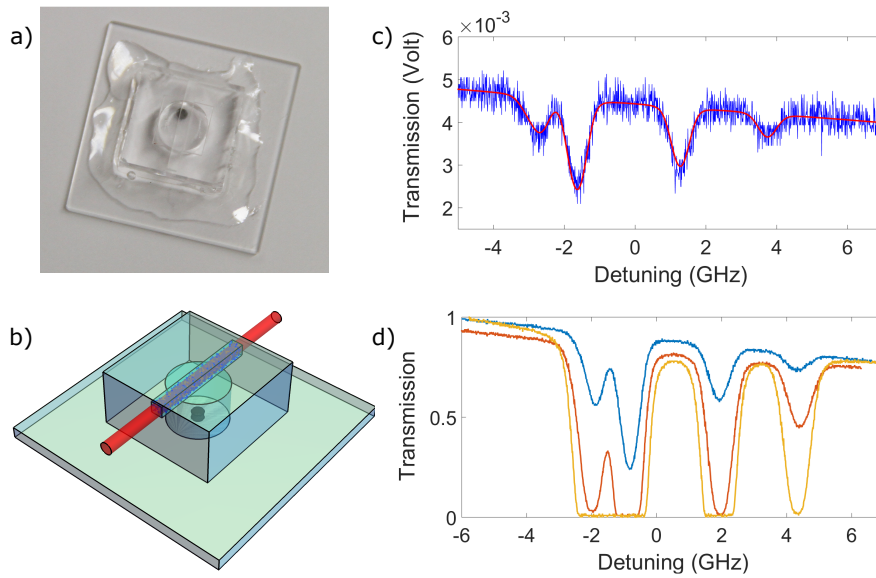 a)
b)
c)
×10⁻³
6
5
4
3
2
Transmission (Volt)
-4 -2 0 2 4 6
Detuning (GHz)
d)
1
0.5
0
Transmission
-6 -4 -2 0 2 4 6
Detuning (GHz)